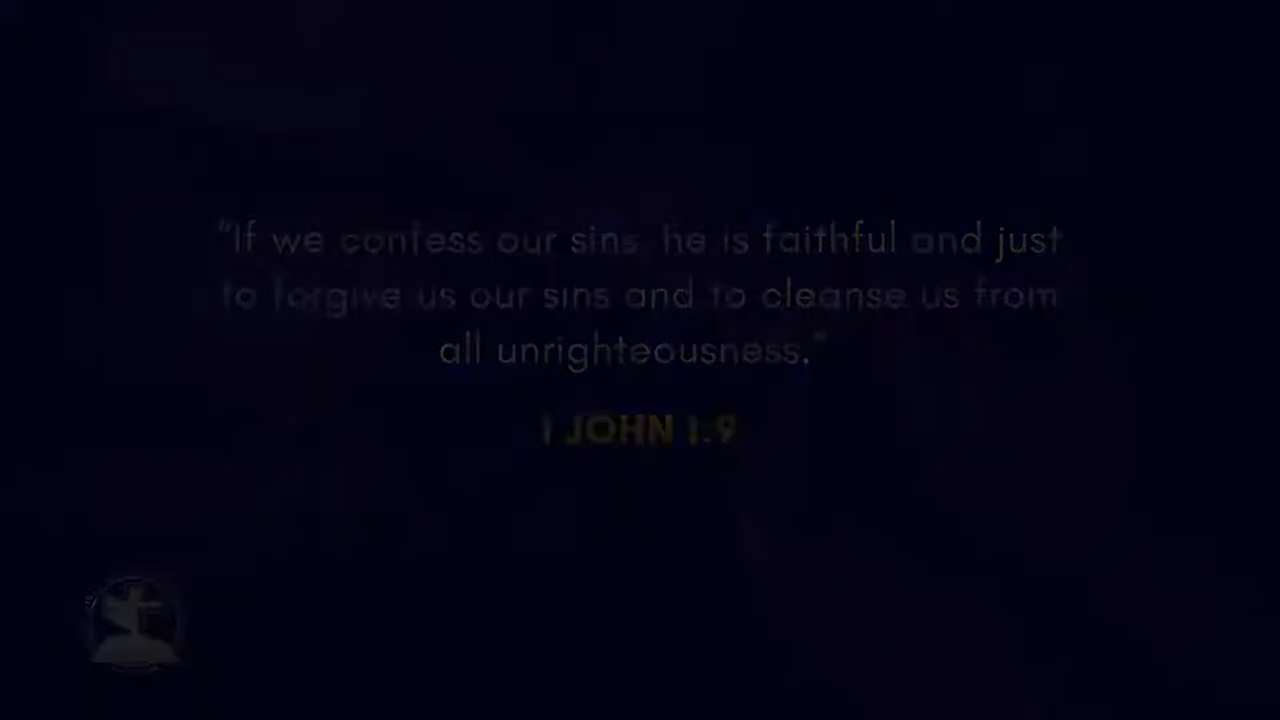 "If we confess our sins, he is faithful and just
to forgive us our sins and to cleanse us from
all unrighteousness."
1 JOHN 1:9